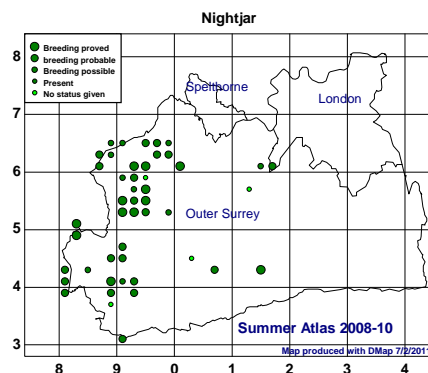 Nightjar
Breeding proved
breeding probable
Breeding possible
Present
No status given
Spelthorne
London
Outer Surrey
Summer Atlas 2008-10
Map produced with DMap 7/2/2011
8
7
6
5
4
3
8 9 0 1 2 3 4